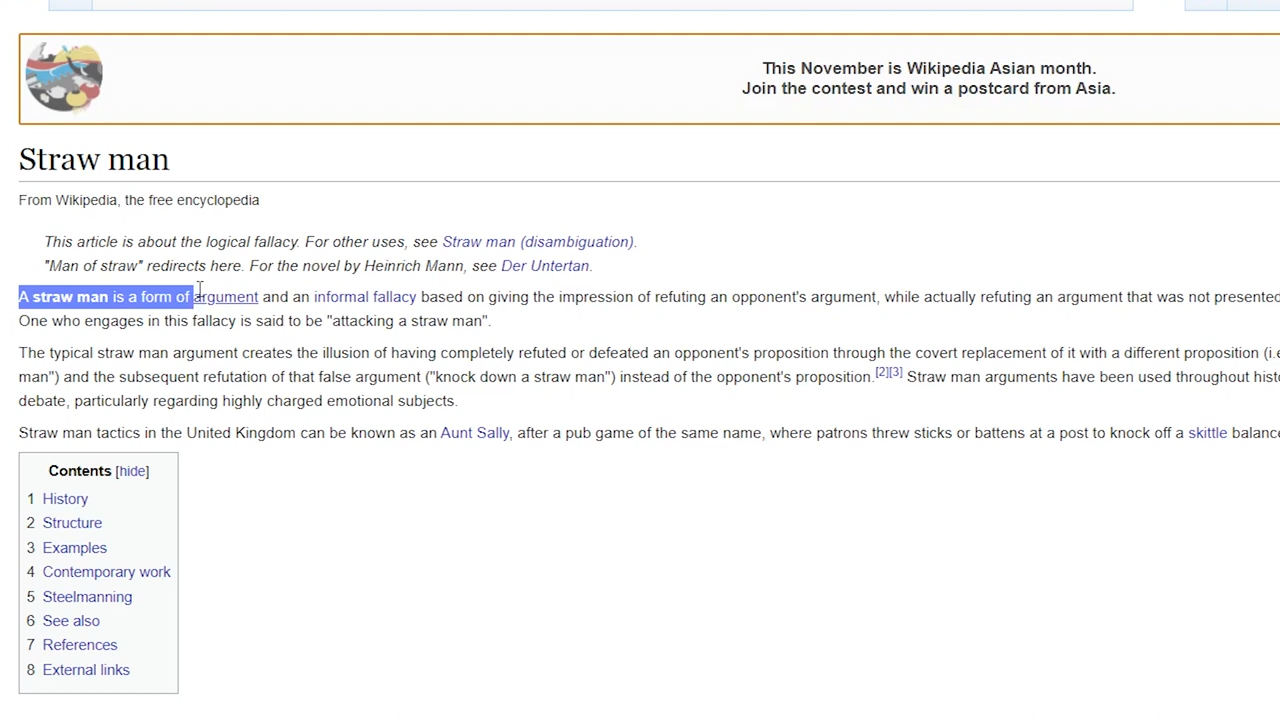 This November is Wikipedia Asian month.
Join the contest and win a postcard from Asia.
Straw man
From Wikipedia, the free encyclopedia
This article is about the logical fallacy. For other uses, see Straw man (disambiguation).
"Man of straw" redirects here. For the novel by Heinrich Mann, see Der Untertan.
A straw man is a form of argument and an informal fallacy based on giving the impression of refuting an opponent's argument, while actually refuting an argument that was not presented
One who engages in this fallacy is said to be "attacking a straw man".
The typical straw man argument creates the illusion of having completely refuted or defeated an opponent's proposition through the covert replacement of it with a different proposition (i.e
man") and the subsequent refutation of that false argument ("knock down a straw man") instead of the opponent's proposition.[2][3] Straw man arguments have been used throughout
debate, particularly regarding highly charged emotional subjects.
Straw man tactics in the United Kingdom can be known as an Aunt Sally, after a pub game of the same name, where patrons threw sticks or battens at a post to knock off a skittle
Contents [hide]
1 History
2 Structure
3 Examples
4 Contemporary work
5 Steelmanning
6 See also
7 References
8 External links